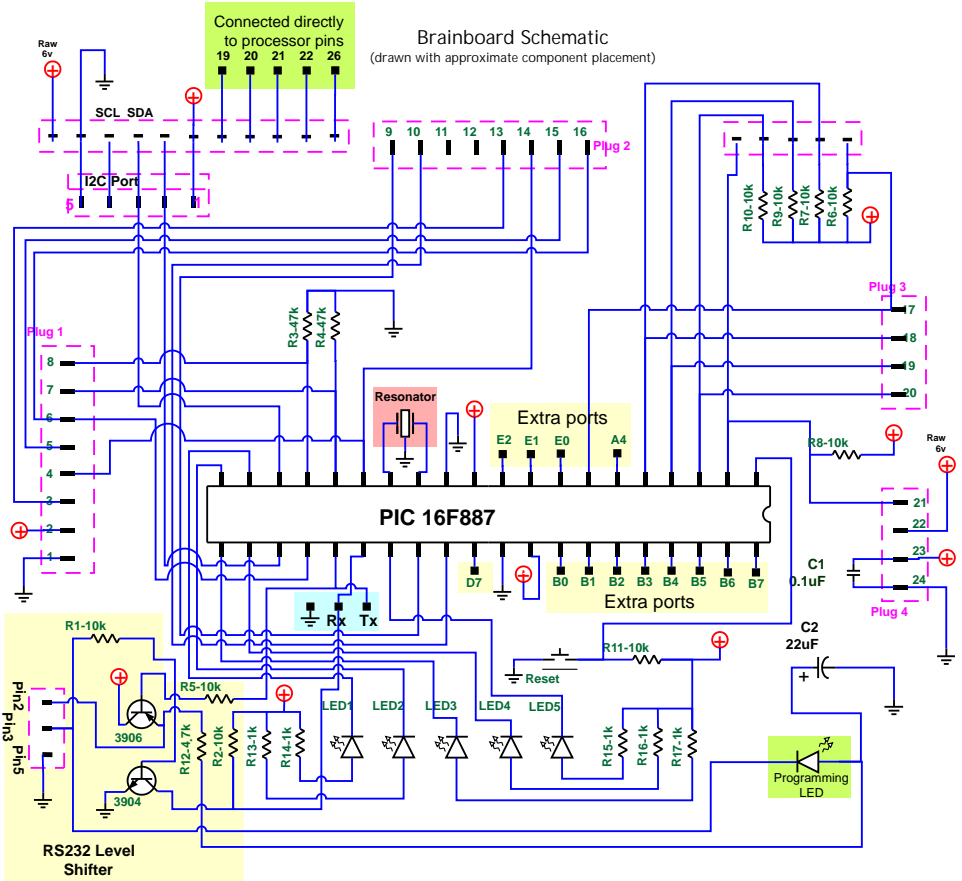 Brainboard Schematic
(drawn with approximate component placement)
Connected directly
to processor pins
19 20 21 22 26
Raw
6v
SCL SDA
I2C Port
5 1
9 10 11 12 13 14 15 16
Plug 2
R10-10k
R9-10k
R7-10k
R6-10k
Plug 3
17
18
19
20
Plug 1
8
7
6
5
4
3
2
1
R3-47k
R4-47k
Resonator
Extra ports
E2 E1 E0 A4
R8-10k
Raw
6v
21
22
23
24
Plug 4
C1
0.1uF
PIC 16F887
D7
B0 B1 B2 B3 B4 B5 B6 B7
Extra ports
Rx Tx
C2
22uF
+
R11-10k
Reset
R1-10k
R5-10k
Pin2
Pin3
Pin5
3906
3904
R12-4,7k
R2-10k
R13-1k
R14-1k
LED1 LED2 LED3 LED4 LED5
R15-1k
R16-1k
R17-1k
Programming
LED
RS232 Level
Shifter